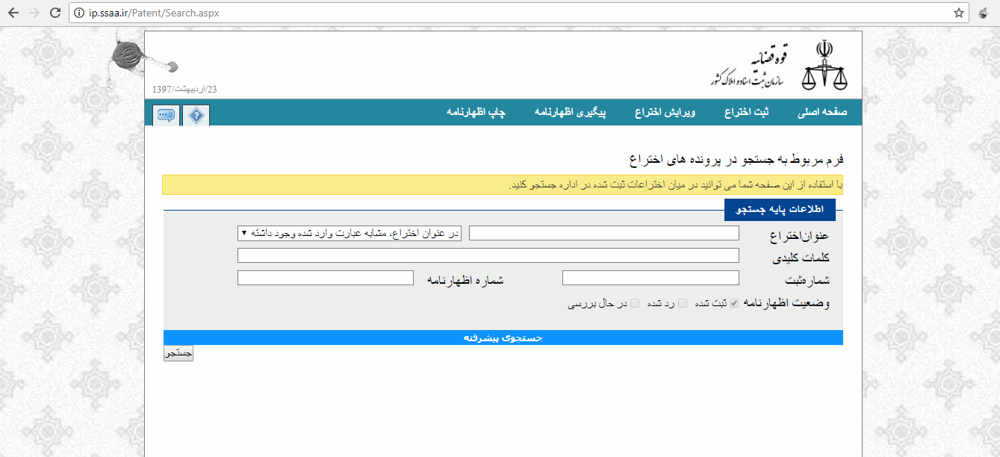 ip.ssaa.ir/Patent/Search.aspx
قوه قضائیه
سازمان ثبت اسناد و املاک کشور
23/اردیبهشت/1397
صفحه اصلی ثبت اختراع ویرایش اختراع پیگیری اظهارنامه چاپ اظهارنامه
فرم مربوط به جستجو در پرونده های اختراع
با استفاده از این صفحه شما می توانید در میان اختراعات ثبت شده در اداره جستجو کنید.
اطلاعات پایه جستجو
عنوان‌اختراع در عنوان اختراع، مشابه عبارت وارد شده وجود داشته
کلمات کلیدی
شماره‌ثبت شماره اظهارنامه
وضعیت اظهارنامه ثبت شده رد شده در حال بررسی
جستجوی پیشرفته
جستجو